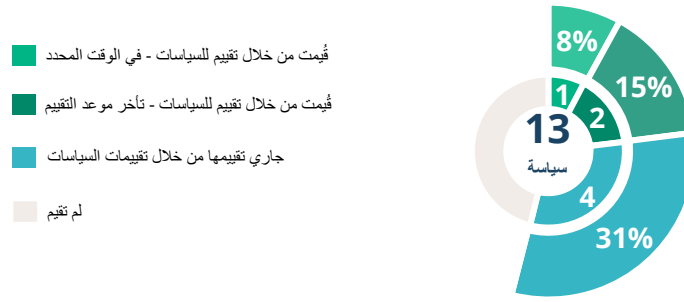 قُيمت من خلال تقييم للسياسات - في الوقت المحدد
قُيمت من خلال تقييم للسياسات - تأخر موعد التقييم
جاري تقييمها من خلال تقييمات السياسات
لم تقيم
8%
15%
31%
1
2
4
13
سياسة